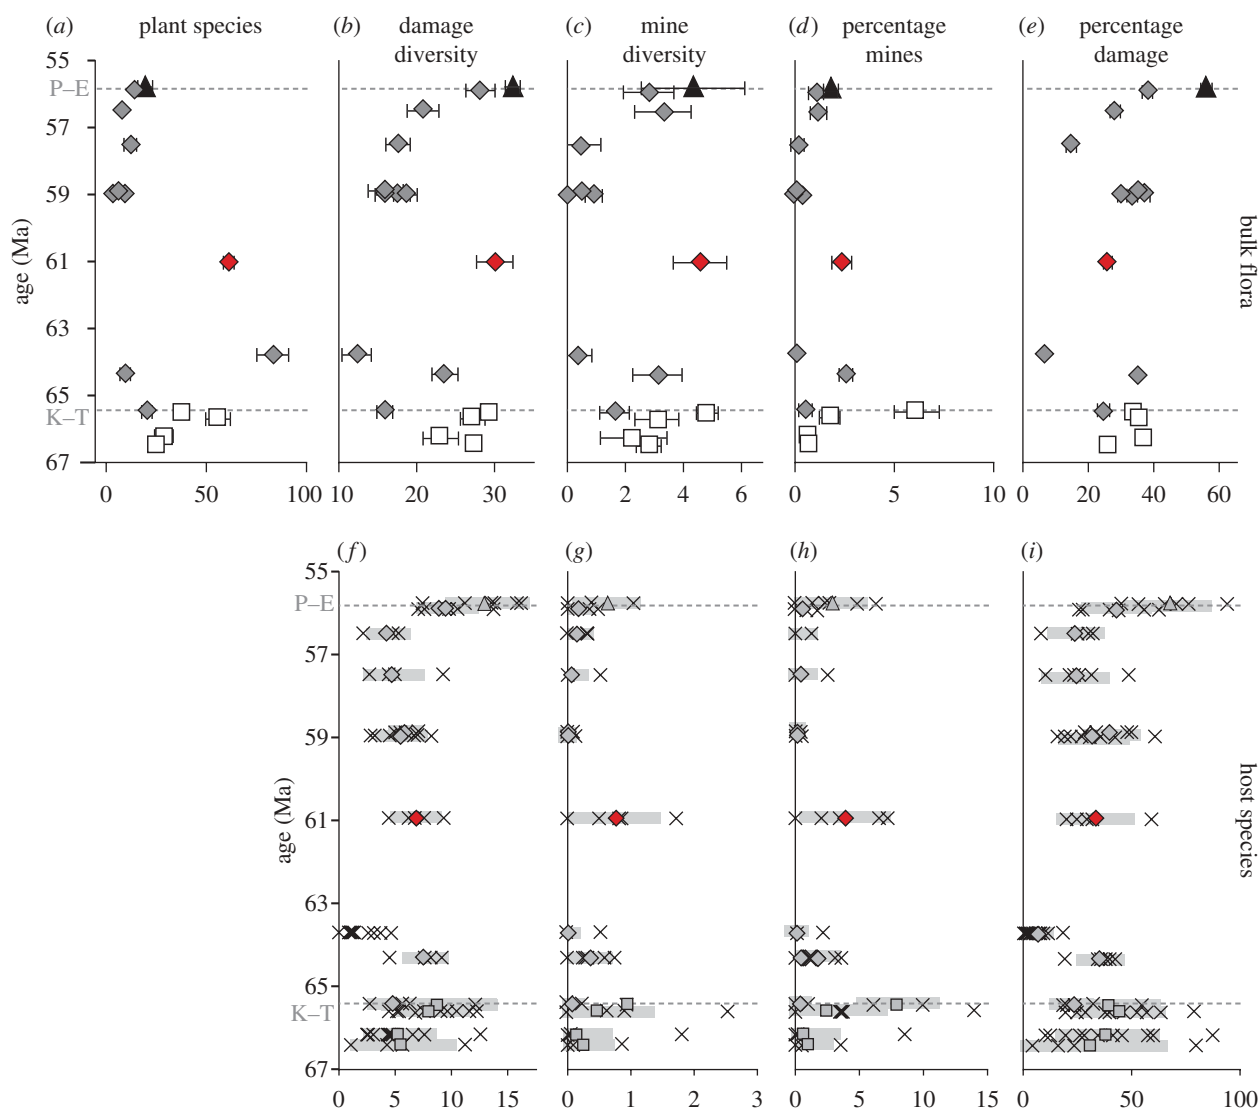 (a) plant species
(b) damage diversity
(c) mine diversity
(d) percentage mines
(e) percentage damage
55
P–E
57
59
61
63
65
K–T
67
age (Ma)
bulk flora
0 50 100
10 20 30
0 2 4 6
0 5 10
0 20 40 60
(f) (g) (h) (i)
55
P–E
57
59
61
63
65
K–T
67
age (Ma)
host species
0 5 10 15
0 1 2 3
0 5 10 15
0 50 100